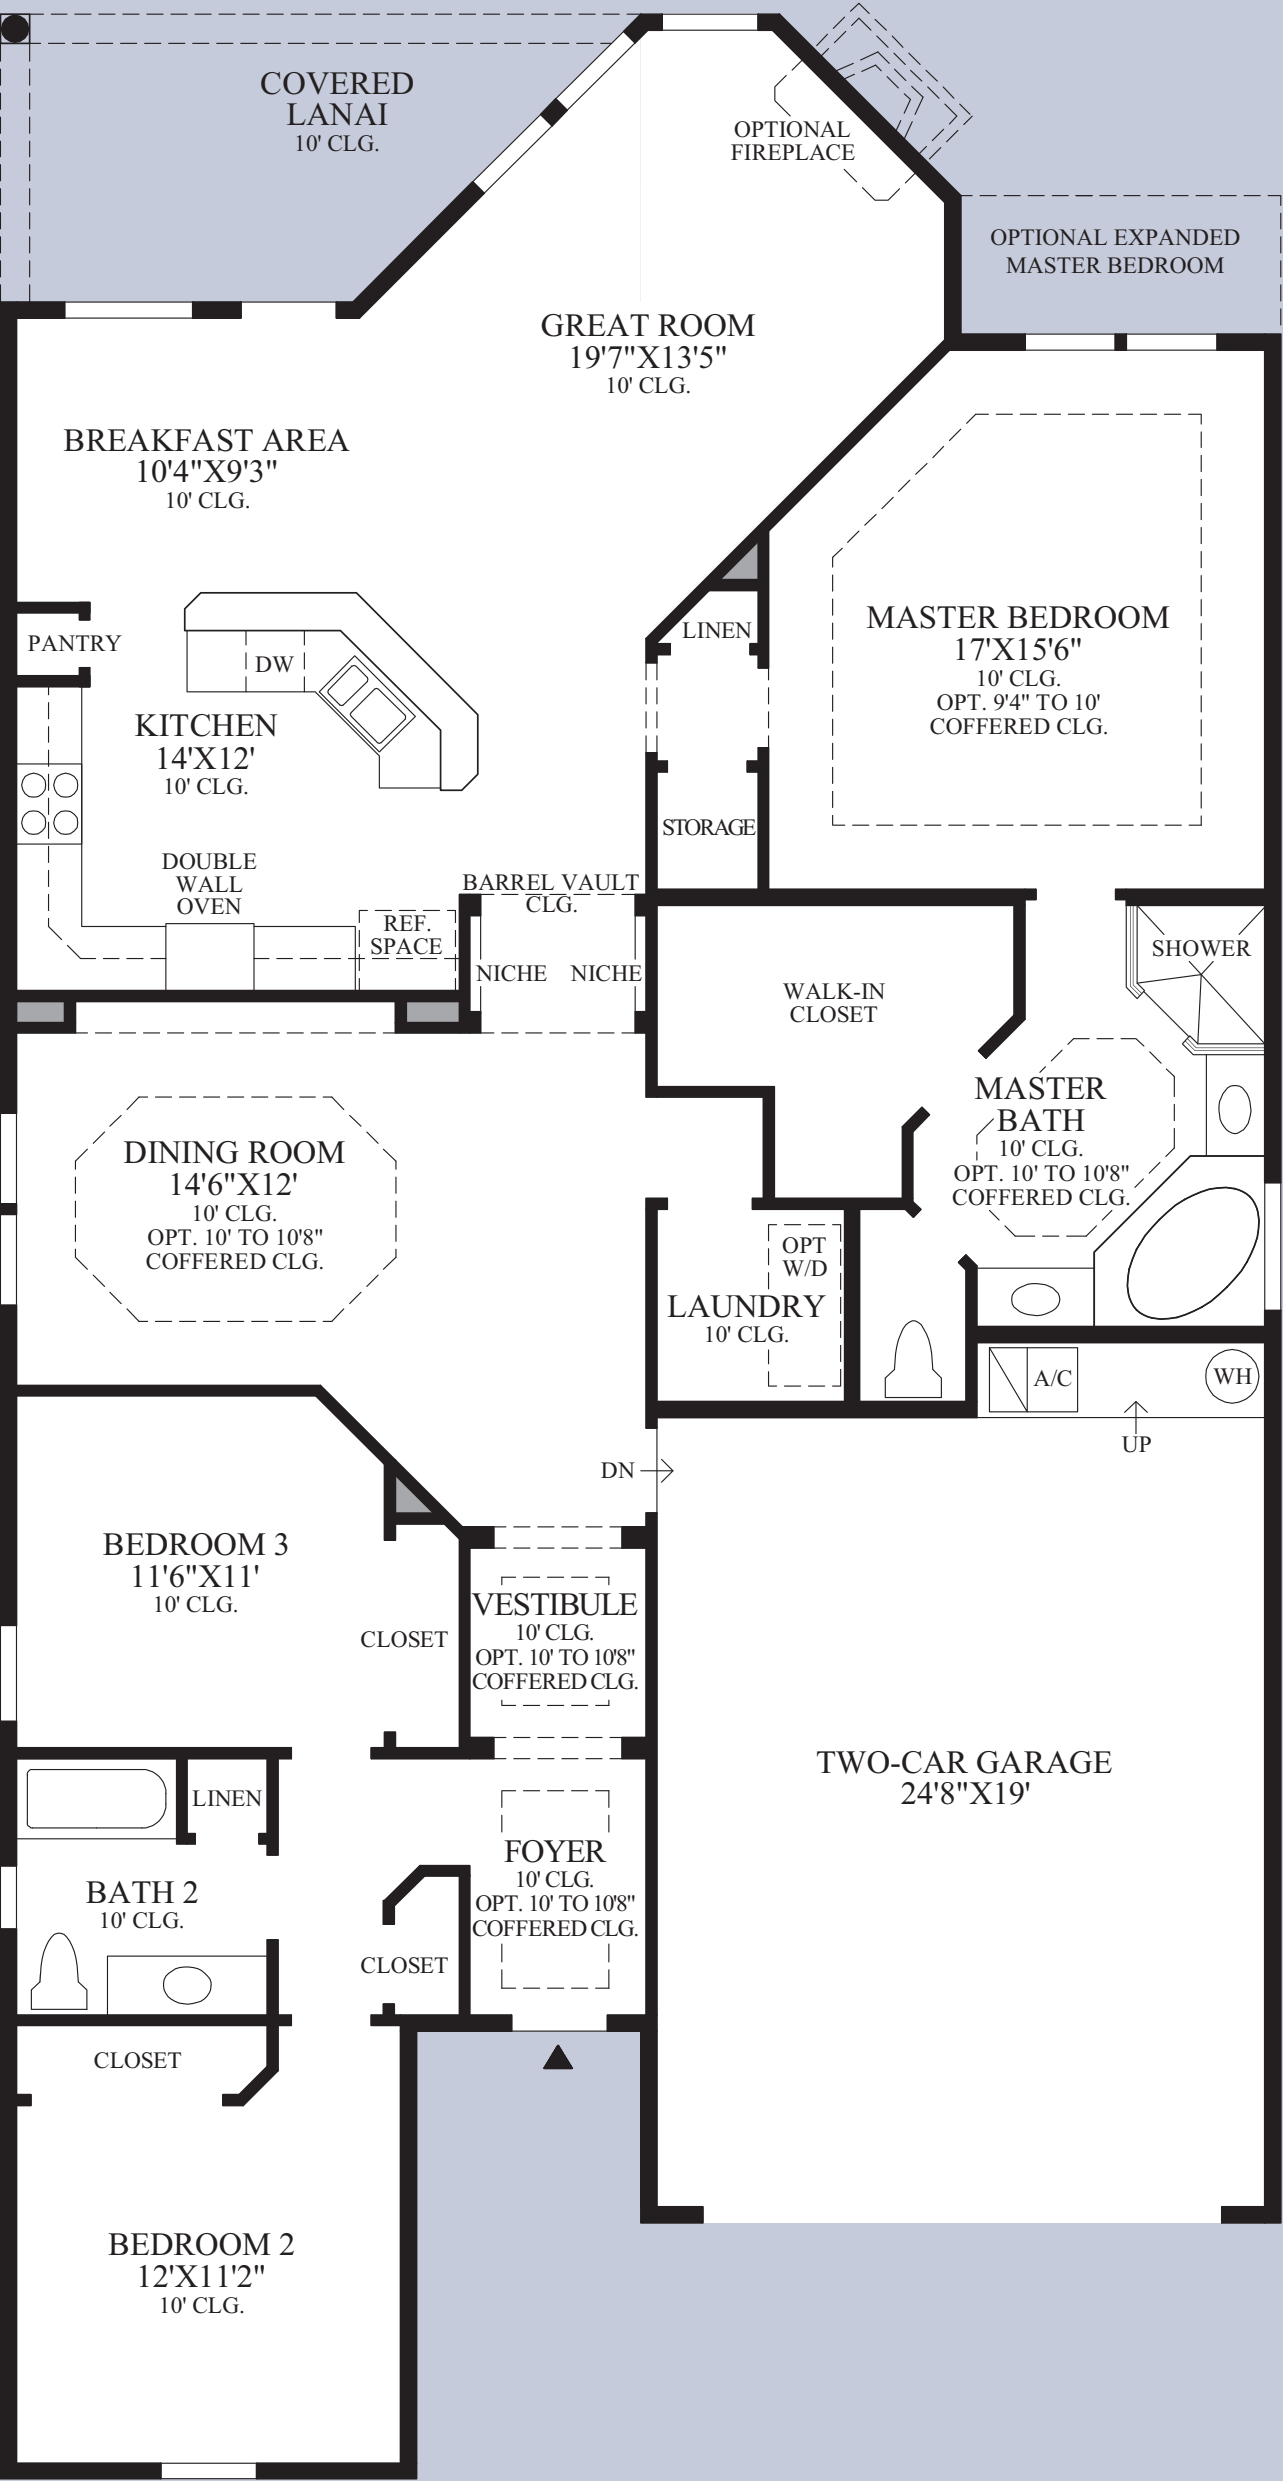 COVERED
LANAI
10' CLG.
OPTIONAL
FIREPLACE
OPTIONAL EXPANDED
MASTER BEDROOM
GREAT ROOM
19'7"X13'5"
10' CLG.
BREAKFAST AREA
10'4"X9'3"
10' CLG.
MASTER BEDROOM
17'X15'6"
10' CLG.
OPT. 9'4" TO 10'
COFFERED CLG.
LINEN
PANTRY
DW
KITCHEN
14'X12'
10' CLG.
STORAGE
DOUBLE
WALL
OVEN
BARREL VAULT
CLG.
REF.
SPACE
NICHE
NICHE
WALK-IN
CLOSET
SHOWER
MASTER
BATH
10' CLG.
OPT. 10' TO 10'8"
COFFERED CLG.
DINING ROOM
14'6"X12'
10' CLG.
OPT. 10' TO 10'8"
COFFERED CLG.
OPT
W/D
LAUNDRY
10' CLG.
A/C
WH
UP
DN
BEDROOM 3
11'6"X11'
10' CLG.
CLOSET
VESTIBULE
10' CLG.
OPT. 10' TO 10'8"
COFFERED CLG.
TWO-CAR GARAGE
24'8"X19'
LINEN
FOYER
10' CLG.
OPT. 10' TO 10'8"
COFFERED CLG.
BATH 2
10' CLG.
CLOSET
CLOSET
BEDROOM 2
12'X11'2"
10' CLG.